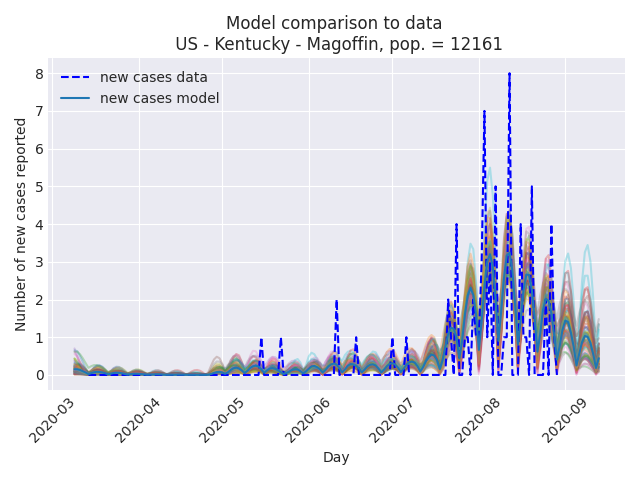 Model comparison to data
US - Kentucky - Magoffin, pop. = 12161
new cases data
new cases model
Number of new cases reported
8
7
6
5
4
3
2
1
0
2020-03
2020-04
2020-05
2020-06
2020-07
2020-08
2020-09
Day